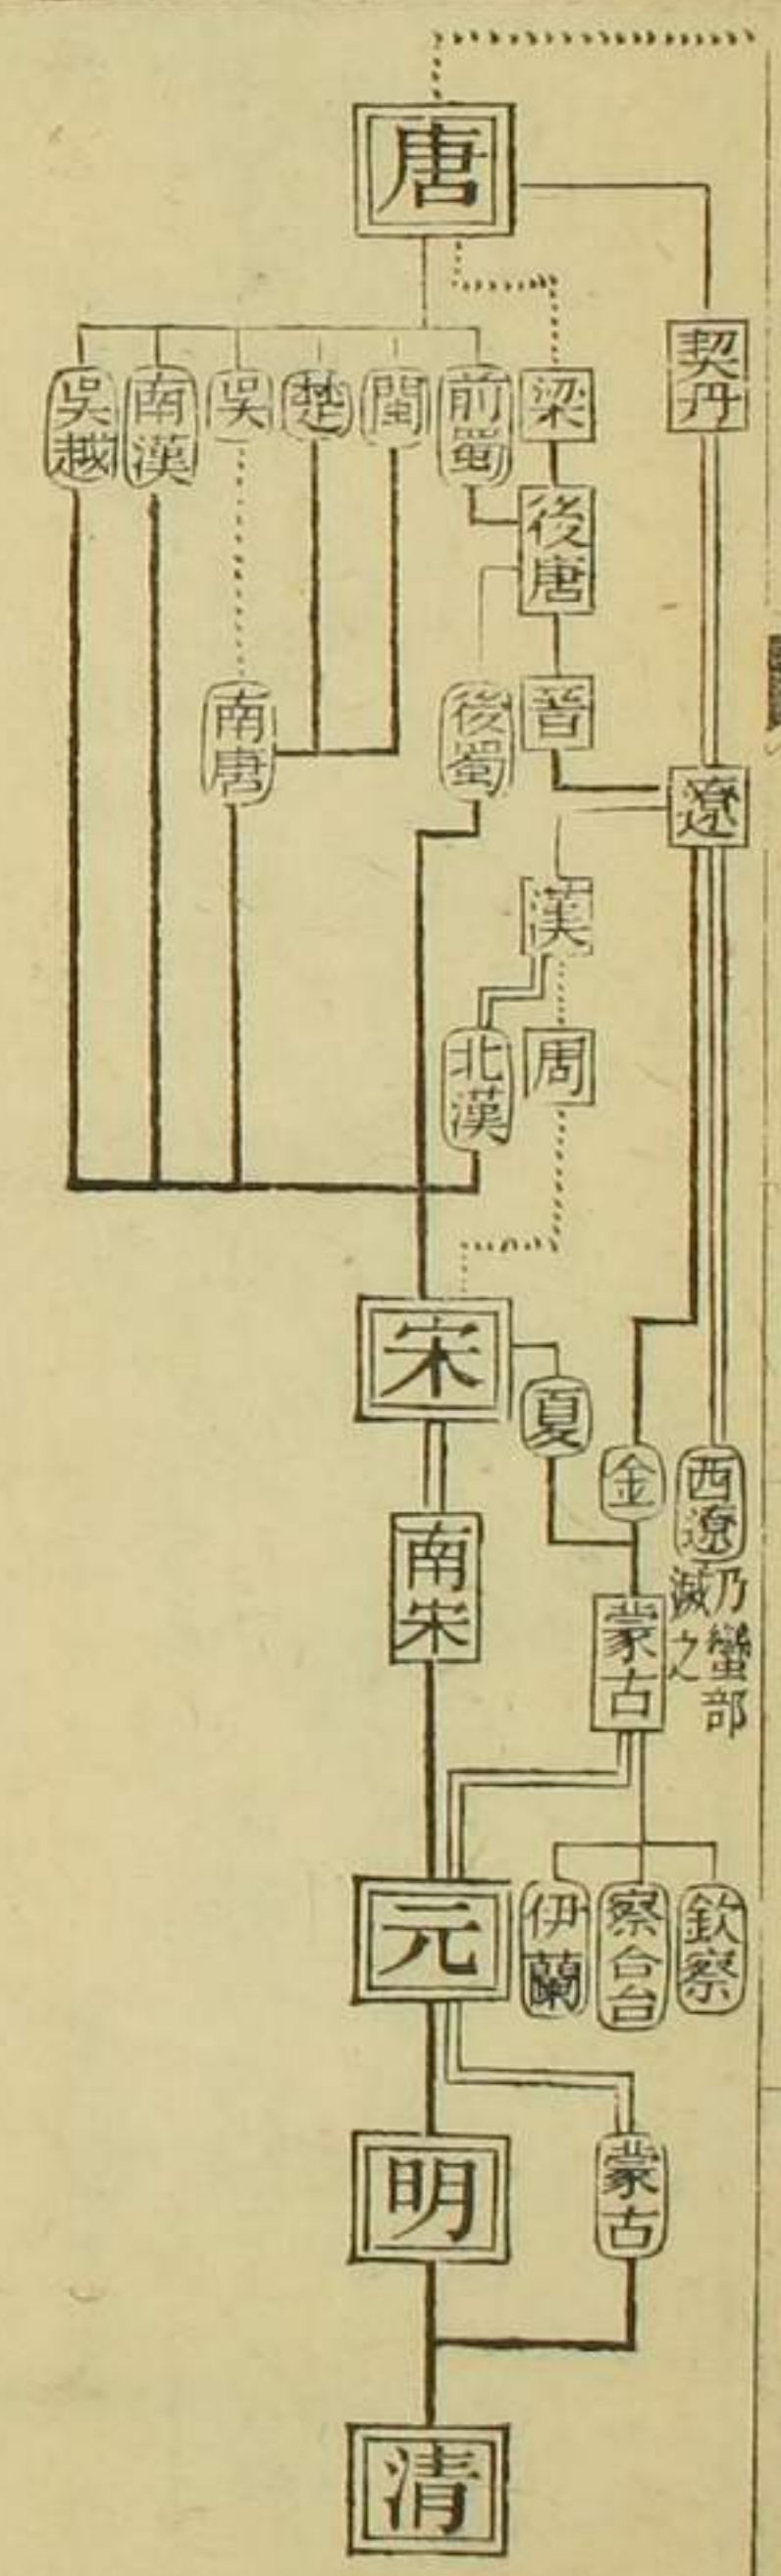 唐
契丹
梁
前蜀
閩
楚
吳
南漢
吳越
後唐
晉
後蜀
南唐
遼
漢
周
北漢
宋
夏
金
西遼
乃蠻部
滅之
南宋
蒙古
元
伊蘭
察合台
欽察
明
蒙古
清